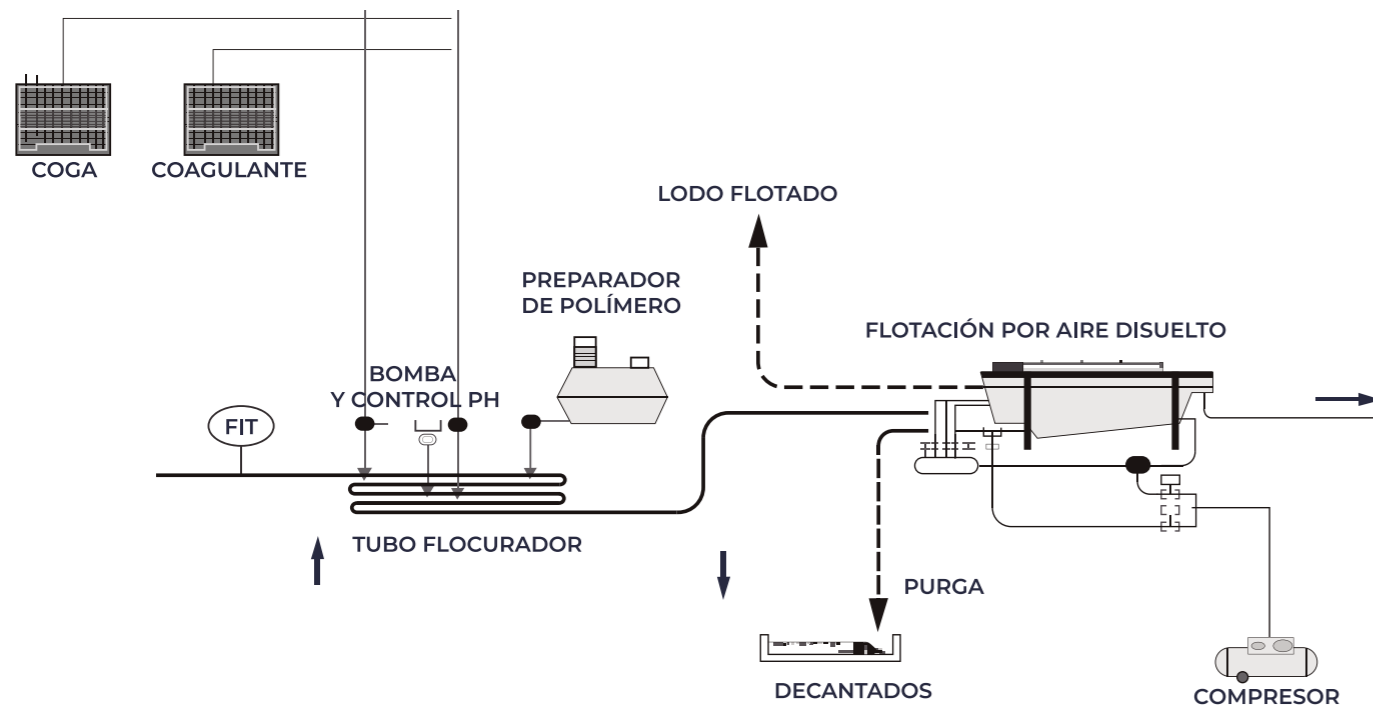 COGA
COAGULANTE
LODO FLOTADO
PREPARADOR
DE POLÍMERO
FLOTACIÓN POR AIRE DISUELTO
BOMBA
Y CONTROL PH
FIT
TUBO FLOCURADOR
PURGA
DECANTADOS
COMPRESOR